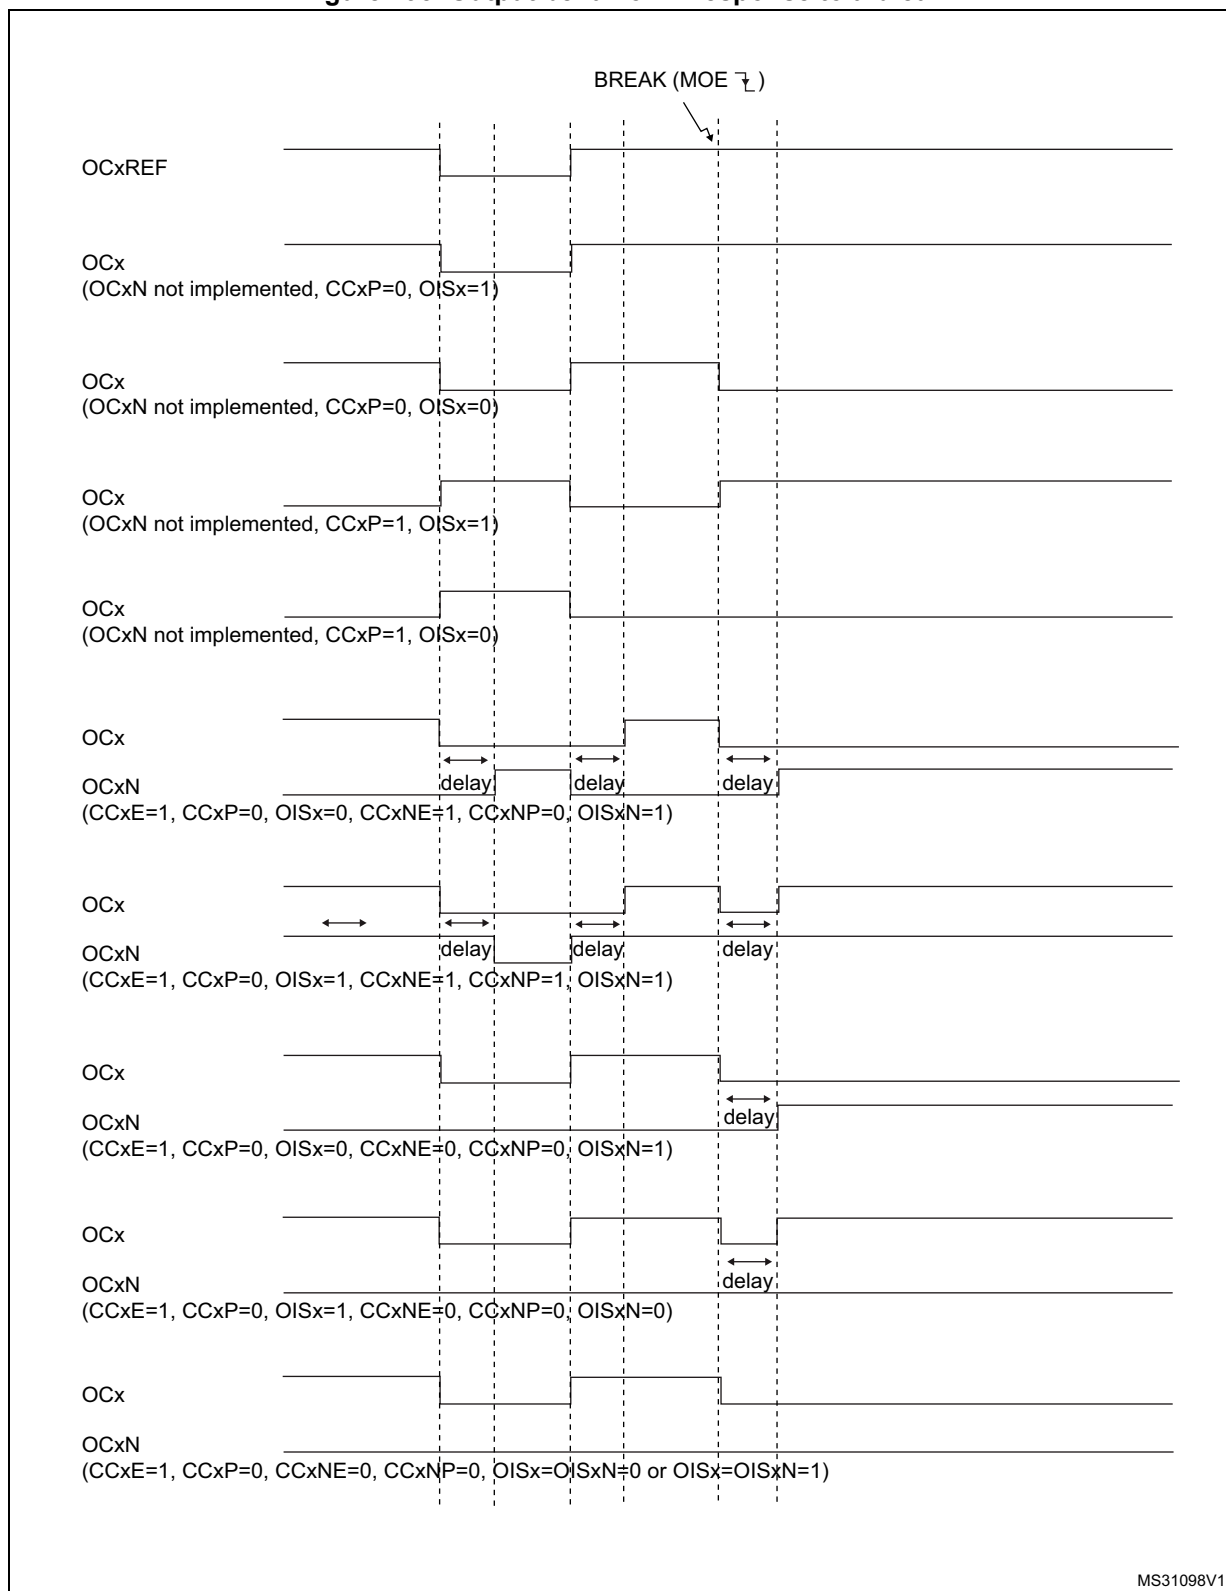 BREAK (MOE )
OCxREF
OCx
(OCxN not implemented, CCxP=0, OISx=1)
OCx
(OCxN not implemented, CCxP=0, OISx=0)
OCx
(OCxN not implemented, CCxP=1, OISx=1)
OCx
(OCxN not implemented, CCxP=1, OISx=0)
OCx
delay delay delay
OCxN
(CCxE=1, CCxP=0, OISx=0, CCxNE=1, CCxNP=0, OISxN=1)
OCx
delay delay delay
OCxN
(CCxE=1, CCxP=0, OISx=1, CCxNE=1, CCxNP=1, OISxN=1)
OCx
delay
OCxN
(CCxE=1, CCxP=0, OISx=0, CCxNE=0, CCxNP=0, OISxN=1)
OCx
delay
OCxN
(CCxE=1, CCxP=0, OISx=1, CCxNE=0, CCxNP=0, OISxN=0)
OCx
OCxN
(CCxE=1, CCxP=0, CCxNE=0, CCxNP=0, OISx=OISxN=0 or OISx=OISxN=1)
MS31098V1